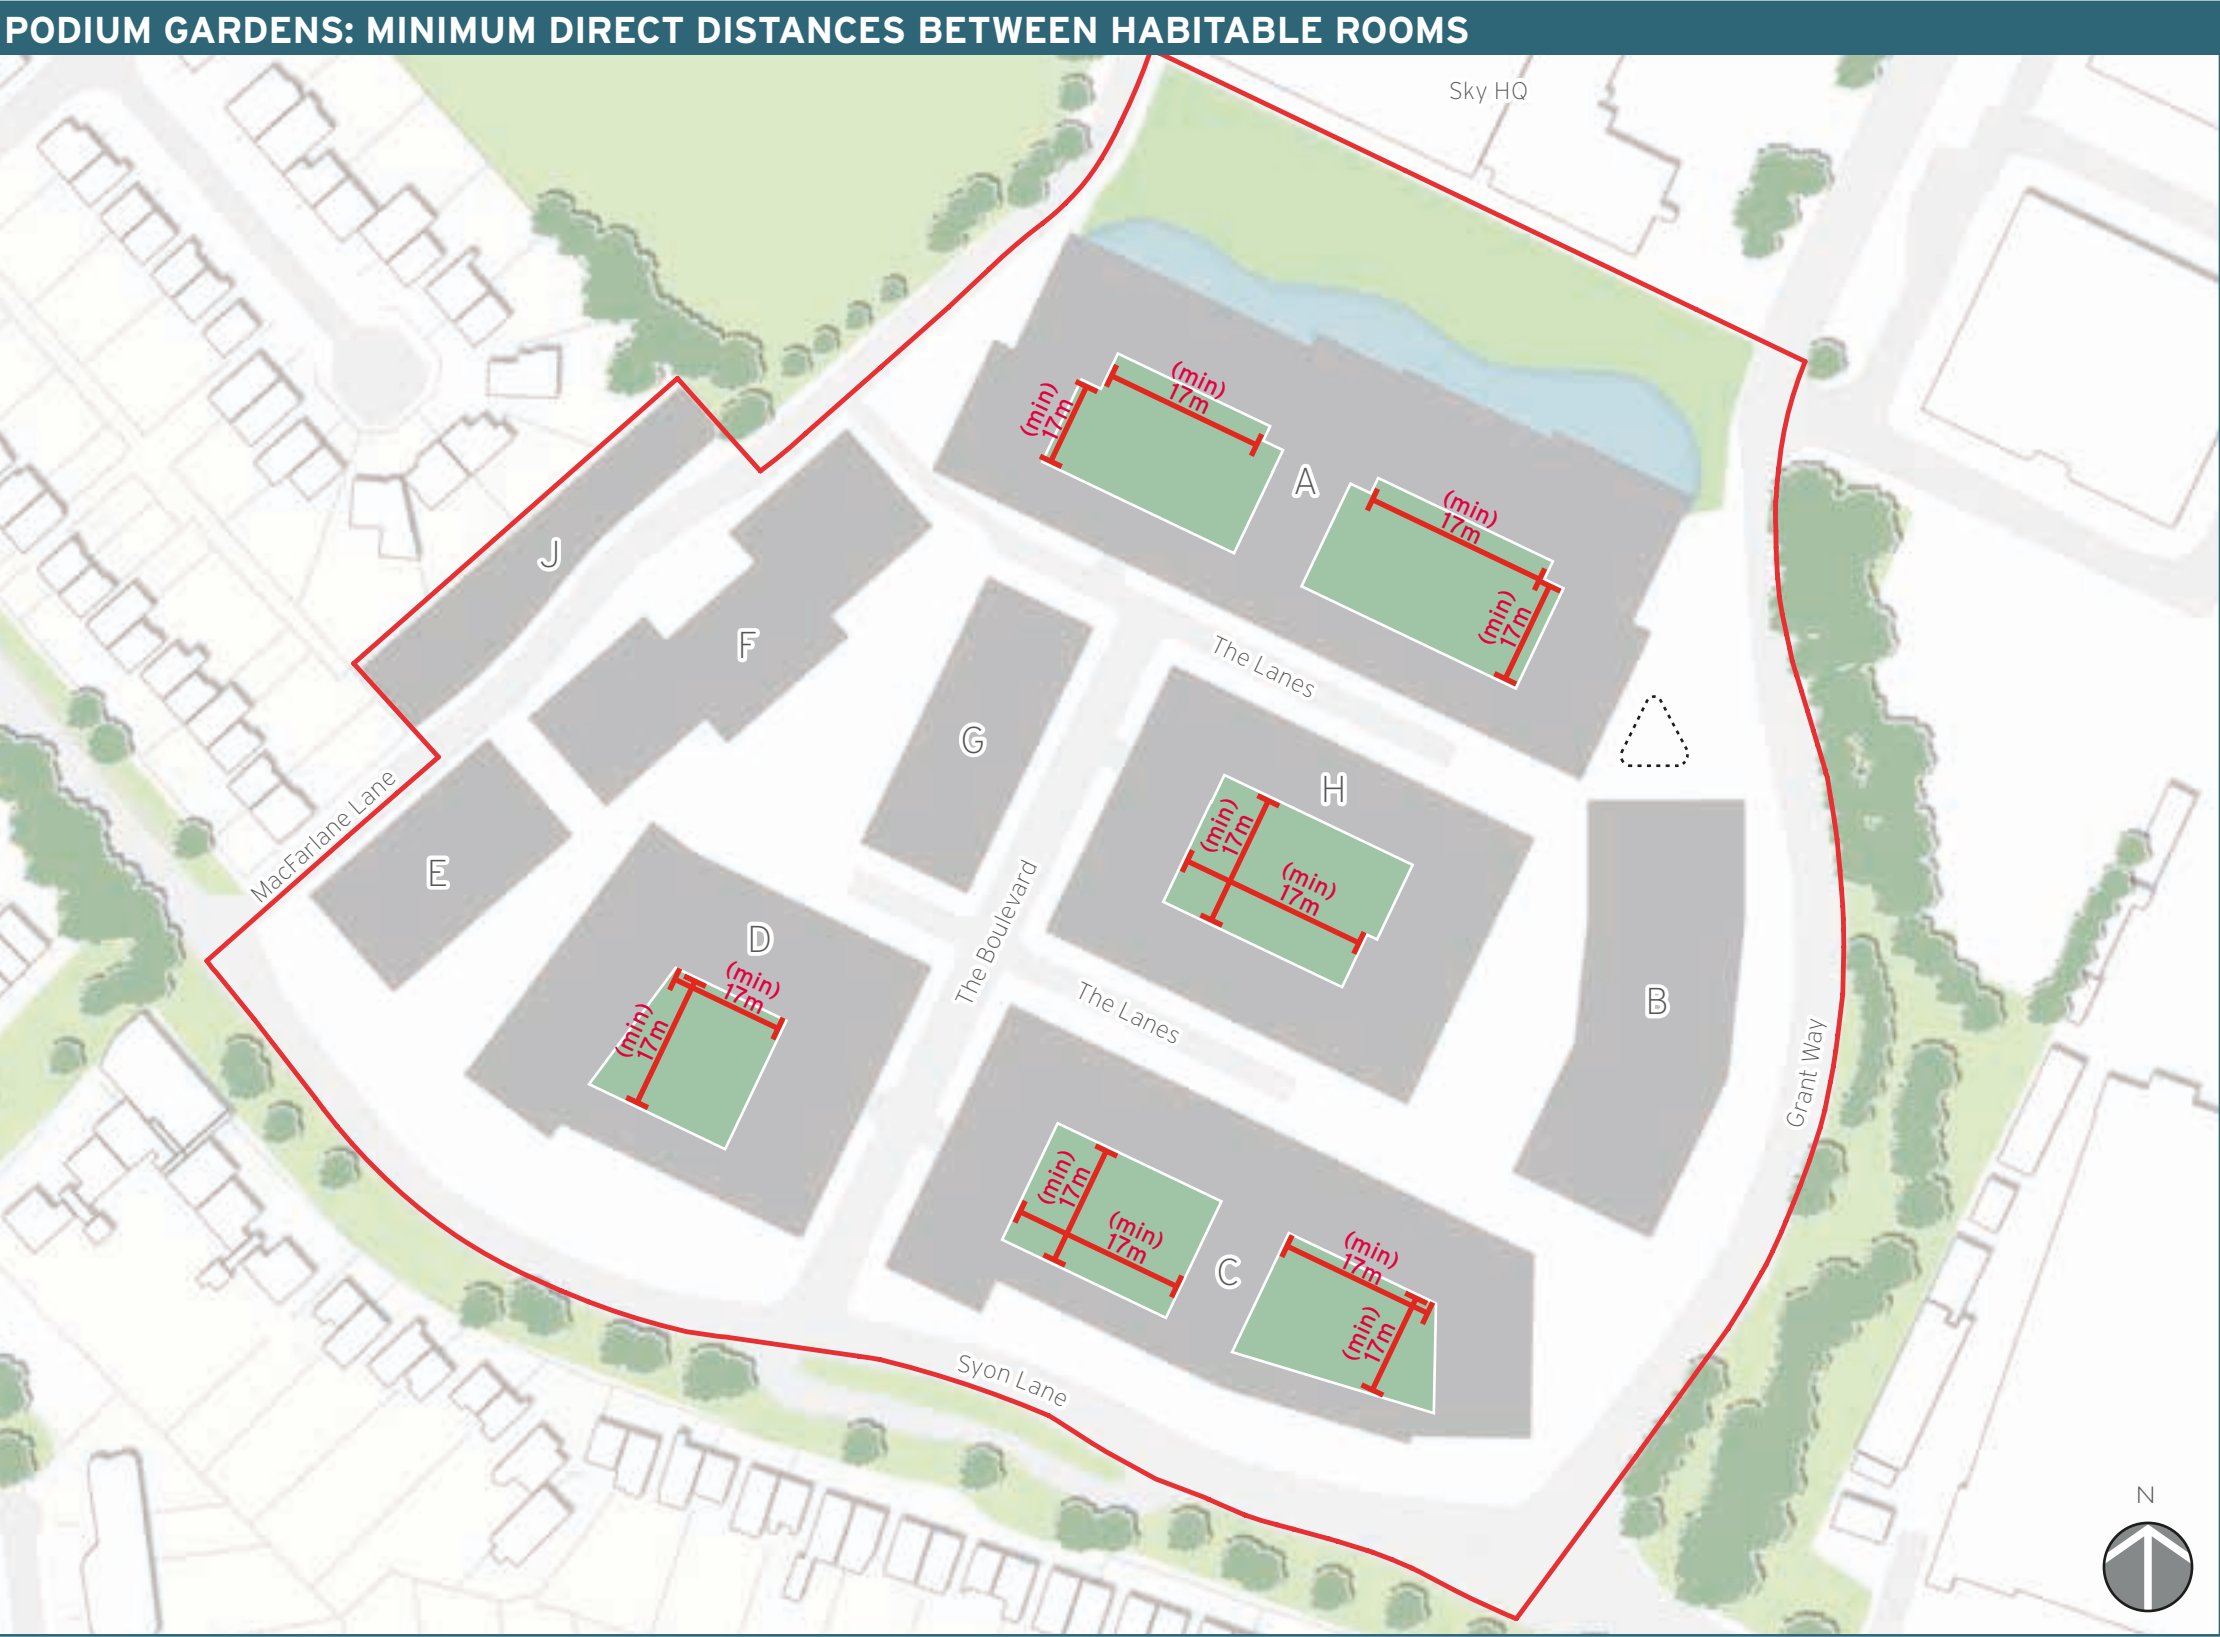 PODIUM GARDENS: MINIMUM DIRECT DISTANCES BETWEEN HABITABLE ROOMS
Sky HQ
(min)
17m
(min)
17m
A
(min)
17m
(min)
17m
J
F
The Lanes
G
H
(min)
17m
(min)
17m
MacFarlane Lane
E
D
(min)
17m
(min)
17m
The Boulevard
The Lanes
B
Grant Way
(min)
17m
(min)
17m
C
(min)
17m
(min)
17m
Syon Lane
N